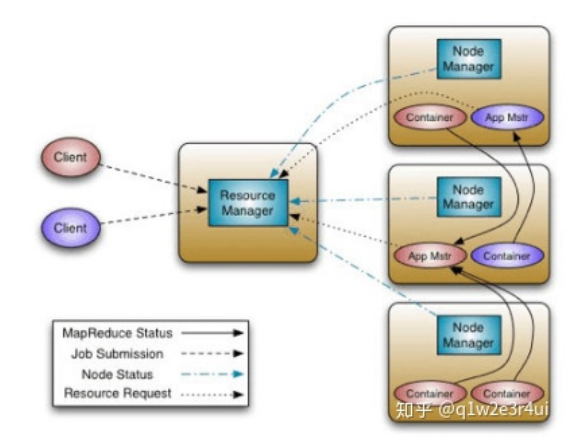 Node
Manager
Container
App Mstr
Client
Resource
Manager
Node
Manager
Client
App Mstr
Container
MapReduce Status
Job Submission
Node Status
Resource Request
Node
Manager
Container
Container
知乎 @q1w2e3r4ui